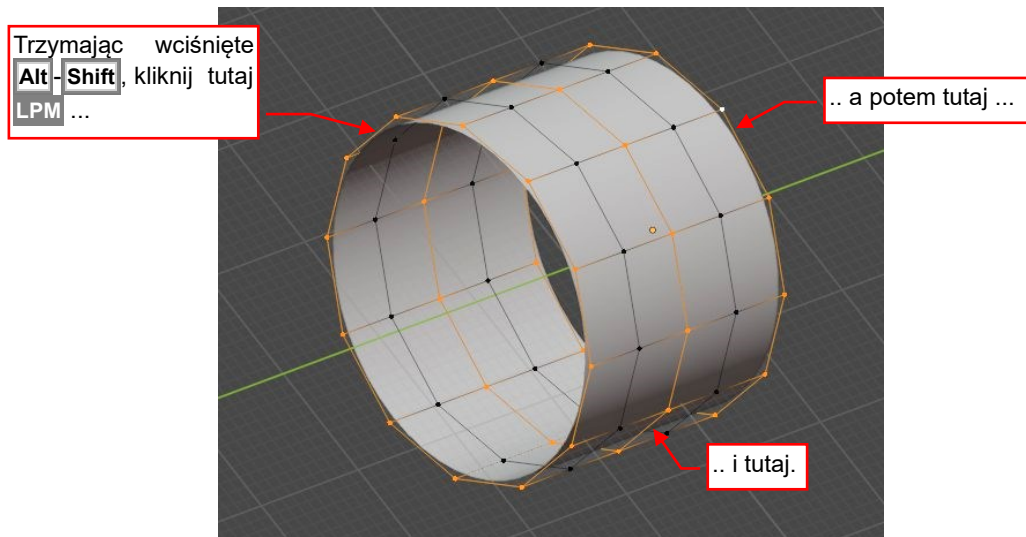 Trzymając wciśnięte
Alt-Shift, kliknij tutaj
LPM ...
.. a potem tutaj ...
.. i tutaj.